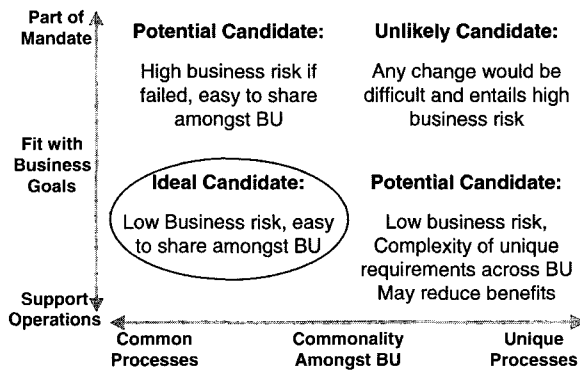 Part of
Mandate
Potential Candidate:
High business risk if
failed, easy to share
amongst BU
Unlikely Candidate:
Any change would be
difficult and entails high
business risk
Fit with
Business
Goals
Ideal Candidate:
Low Business risk, easy
to share amongst BU
Potential Candidate:
Low business risk,
Complexity of unique
requirements across BU
May reduce benefits
Support
Operations
Common
Processes
Commonality
Amongst BU
Unique
Processes